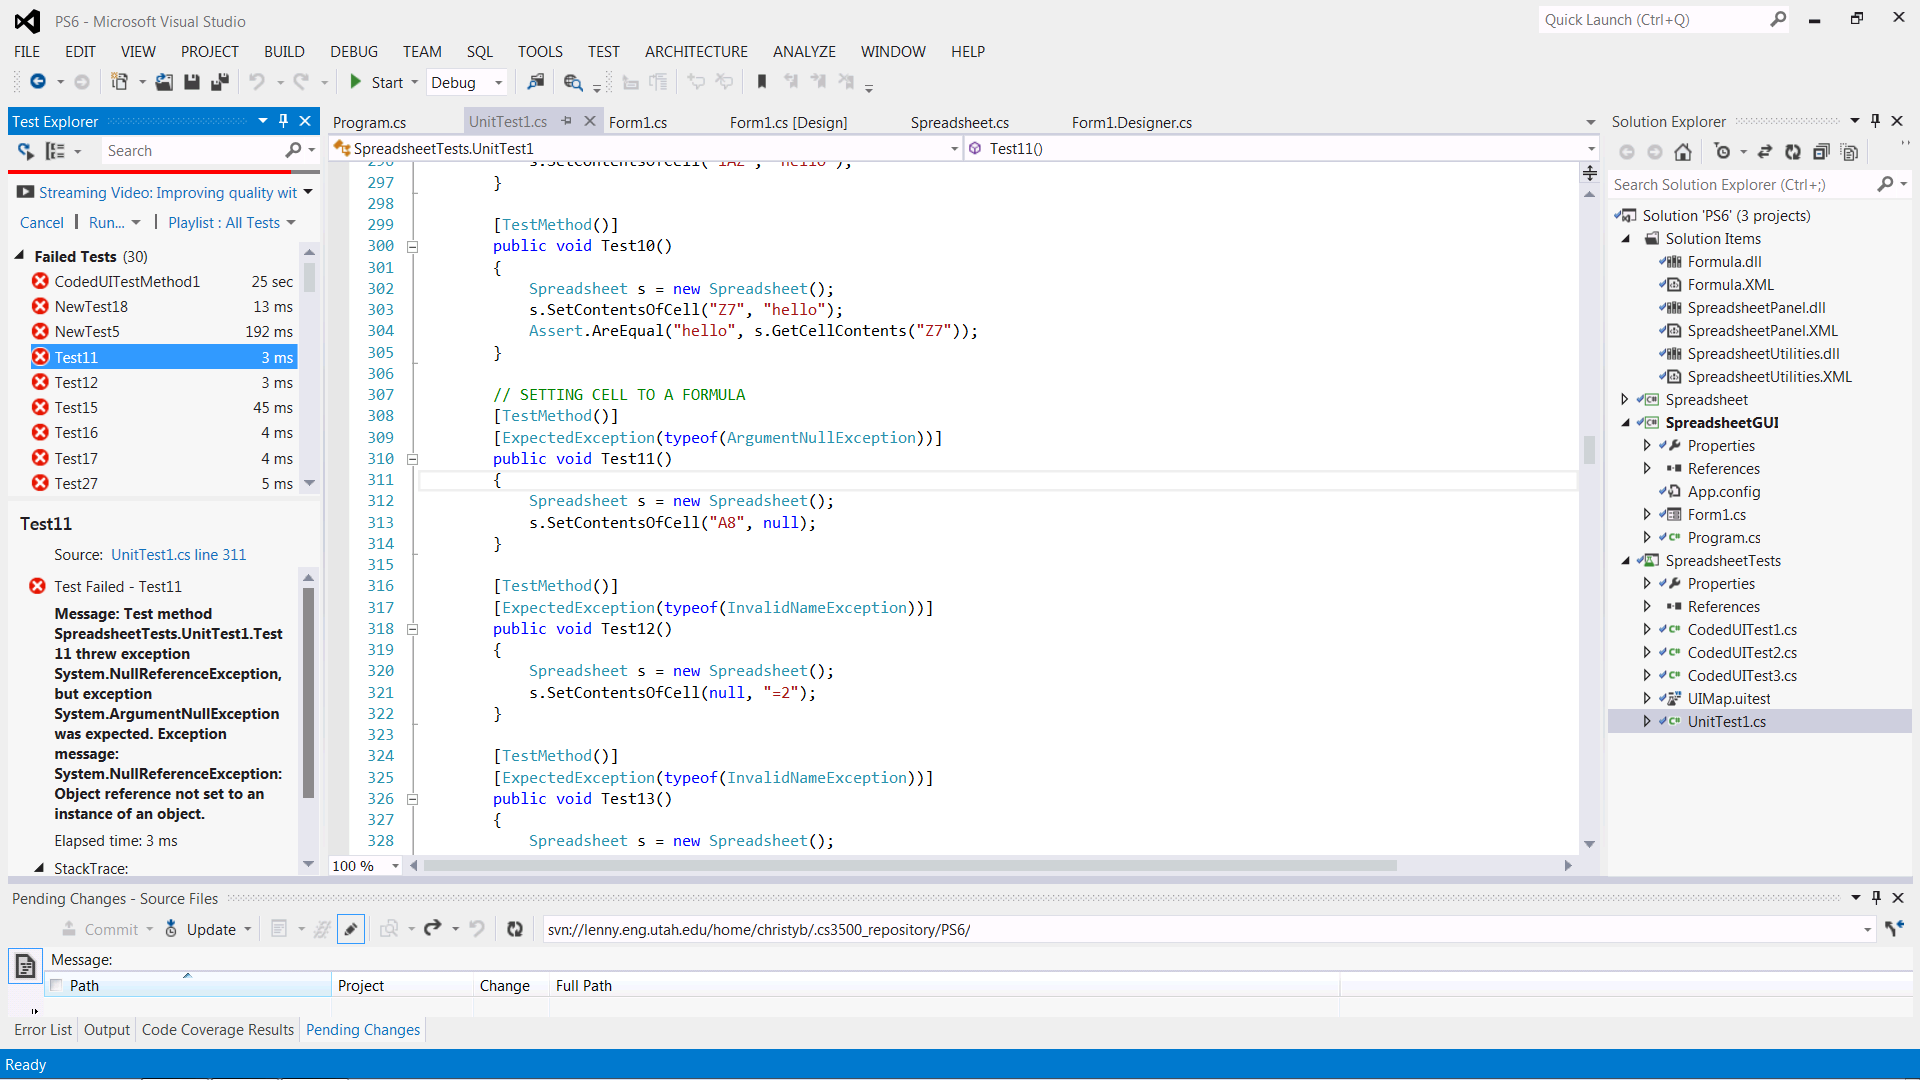 PS6 - Microsoft Visual Studio
Quick Launch (Ctrl+Q)
FILE EDIT VIEW PROJECT BUILD DEBUG TEAM SQL TOOLS TEST ARCHITECTURE ANALYZE WINDOW HELP
Start Debug
Test Explorer
Search
Streaming Video: Improving quality wit
Cancel Run... Playlist : All Tests
Failed Tests (30)
CodedUITestMethod1 25 sec
NewTest18 13 ms
NewTest5 192 ms
Test11 3 ms
Test12 3 ms
Test15 45 ms
Test16 4 ms
Test17 4 ms
Test27 5 ms
Test11
Source: UnitTest1.cs line 311
Test Failed - Test11
Message: Test method
SpreadsheetTests.UnitTest1.Test
11 threw exception
System.NullReferenceException,
but exception
System.ArgumentNullException
was expected. Exception
message:
System.NullReferenceException:
Object reference not set to an
instance of an object.
Elapsed time: 3 ms
StackTrace:
Program.cs UnitTest1.cs Form1.cs Form1.cs [Design] Spreadsheet.cs Form1.Designer.cs
SpreadsheetTests.UnitTest1 Test11()
296 s.SetContentsOfCell("1AZ", "hello");
297 }
298
299 [TestMethod()]
300 public void Test10()
301 {
302 Spreadsheet s = new Spreadsheet();
303 s.SetContentsOfCell("Z7", "hello");
304 Assert.AreEqual("hello", s.GetCellContents("Z7"));
305 }
306
307 // SETTING CELL TO A FORMULA
308 [TestMethod()]
309 [ExpectedException(typeof(ArgumentNullException))]
310 public void Test11()
311 {
312 Spreadsheet s = new Spreadsheet();
313 s.SetContentsOfCell("A8", null);
314 }
315
316 [TestMethod()]
317 [ExpectedException(typeof(InvalidNameException))]
318 public void Test12()
319 {
320 Spreadsheet s = new Spreadsheet();
321 s.SetContentsOfCell(null, "=2");
322 }
323
324 [TestMethod()]
325 [ExpectedException(typeof(InvalidNameException))]
326 public void Test13()
327 {
328 Spreadsheet s = new Spreadsheet();
100 %
Solution Explorer
Search Solution Explorer (Ctrl+;)
Solution 'PS6' (3 projects)
Solution Items
Formula.dll
Formula.XML
SpreadsheetPanel.dll
SpreadsheetPanel.XML
SpreadsheetUtilities.dll
SpreadsheetUtilities.XML
Spreadsheet
SpreadsheetGUI
Properties
References
App.config
Form1.cs
Program.cs
SpreadsheetTests
Properties
References
CodedUITest1.cs
CodedUITest2.cs
CodedUITest3.cs
UIMap.uitest
UnitTest1.cs
Pending Changes - Source Files
Commit Update svn://lenny.eng.utah.edu/home/christyb/.cs3500_repository/PS6/
Message:
Path Project Change Full Path
Error List Output Code Coverage Results Pending Changes
Ready